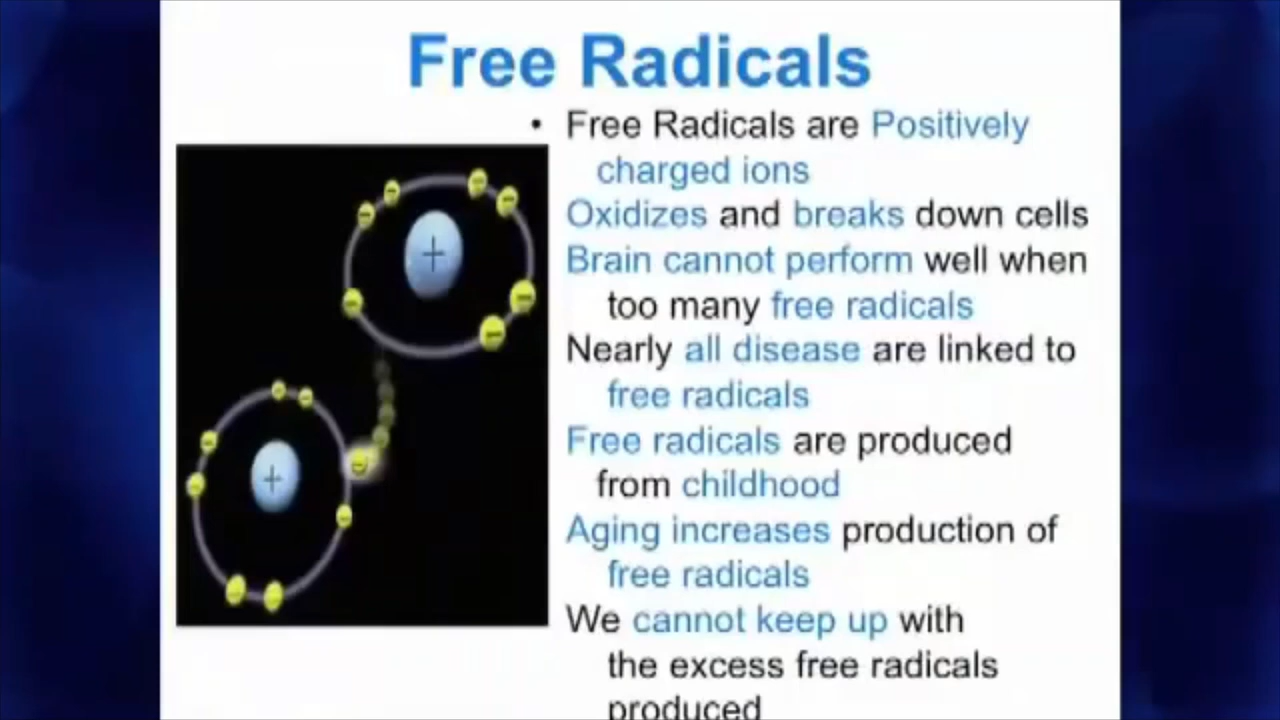 Free Radicals
• Free Radicals are Positively
charged ions
Oxidizes and breaks down cells
Brain cannot perform well when
too many free radicals
Nearly all disease are linked to
free radicals
Free radicals are produced
from childhood
Aging increases production of
free radicals
We cannot keep up with
the excess free radicals
produced